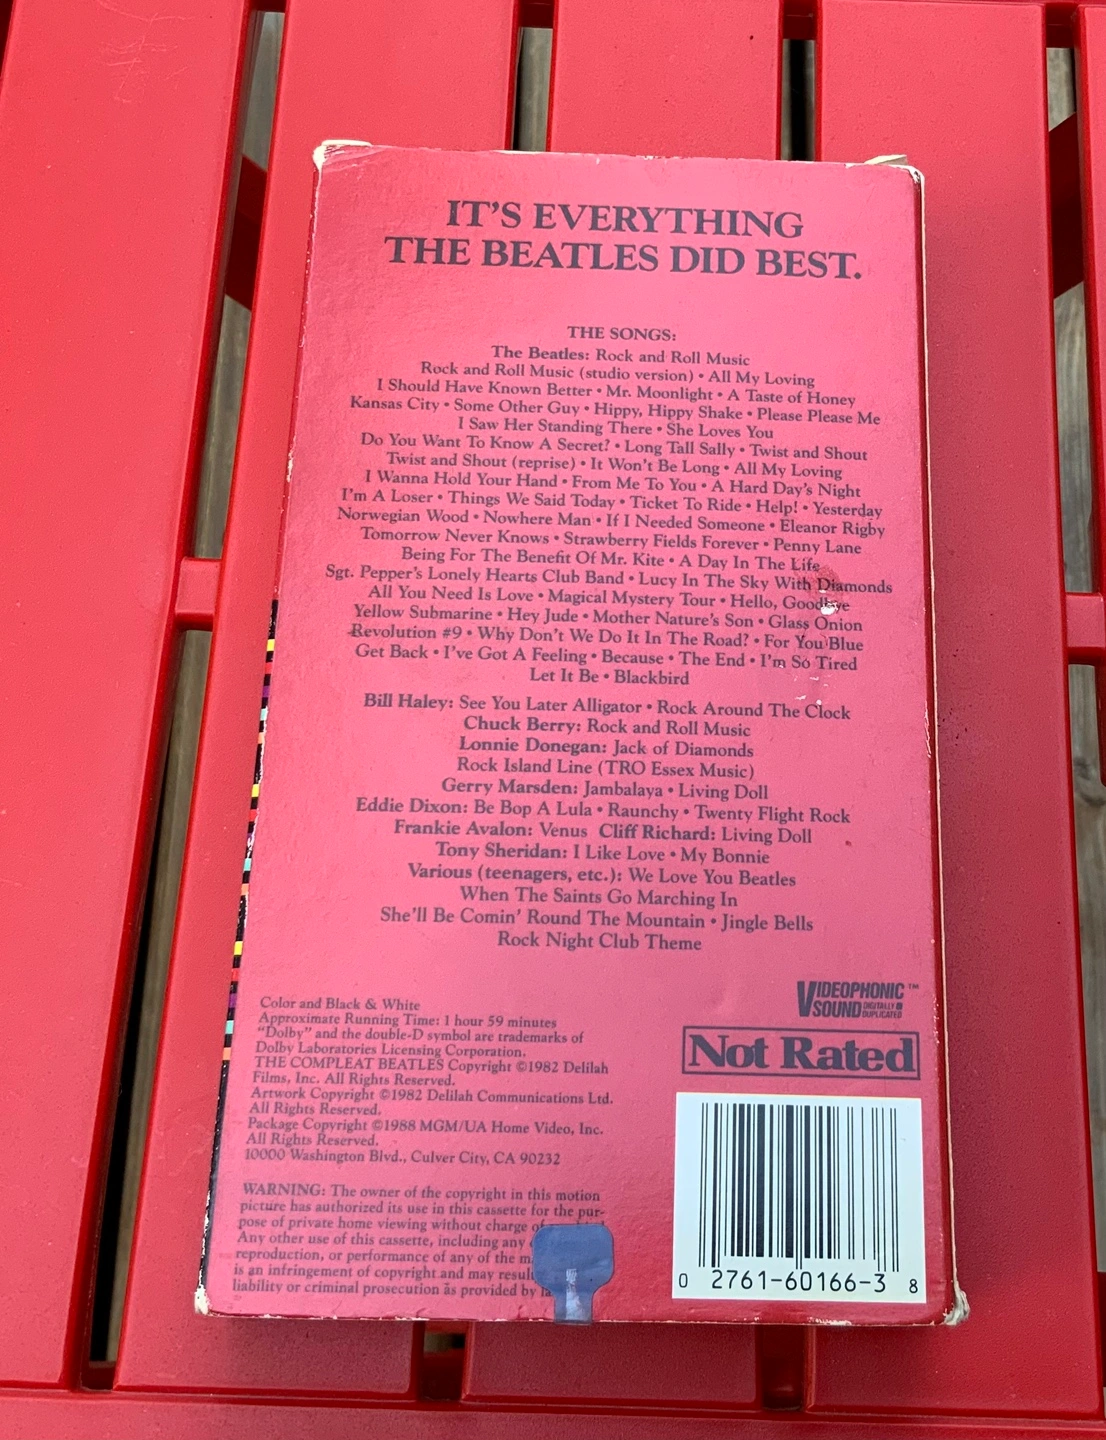 IT'S EVERYTHING
THE BEATLES DID BEST.
THE SONGS:
The Beatles: Rock and Roll Music
Rock and Roll Music (studio version) • All My Loving
I Should Have Known Better • Mr. Moonlight • A Taste of Honey
Kansas City • Some Other Guy • Hippy, Hippy Shake • Please Please Me
I Saw Her Standing There • She Loves You
Do You Want To Know A Secret? • Long Tall Sally • Twist and Shout
Twist and Shout (reprise) • It Won't Be Long • All My Loving
I Wanna Hold Your Hand • From Me To You • A Hard Day's Night
I'm A Loser • Things We Said Today • Ticket To Ride • Help! • Yesterday
Norwegian Wood • Nowhere Man • If I Needed Someone • Eleanor Rigby
Tomorrow Never Knows • Strawberry Fields Forever • Penny Lane
Being For The Benefit Of Mr. Kite • A Day In The Life
Sgt. Pepper's Lonely Hearts Club Band • Lucy In The Sky With Diamonds
All You Need Is Love • Magical Mystery Tour • Hello, Goodbye
Yellow Submarine • Hey Jude • Mother Nature's Son • Glass Onion
Revolution #9 • Why Don't We Do It In The Road? • For You Blue
Get Back • I've Got A Feeling • Because • The End • I'm So Tired
Let It Be • Blackbird
Bill Haley: See You Later Alligator • Rock Around The Clock
Chuck Berry: Rock and Roll Music
Lonnie Donegan: Jack of Diamonds
Rock Island Line (TRO Essex Music)
Gerry Marsden: Jambalaya • Living Doll
Eddie Dixon: Be Bop A Lula • Raunchy • Twenty Flight Rock
Frankie Avalon: Venus Cliff Richard: Living Doll
Tony Sheridan: I Like Love • My Bonnie
Various (teenagers, etc.): We Love You Beatles
When The Saints Go Marching In
She'll Be Comin' Round The Mountain • Jingle Bells
Rock Night Club Theme
Color and Black & White
Approximate Running Time: 1 hour 59 minutes
"Dolby" and the double-D symbol are trademarks of
Dolby Laboratories Licensing Corporation.
THE COMPLEAT BEATLES Copyright ©1982 Delilah
Films, Inc. All Rights Reserved.
Artwork Copyright ©1982 Delilah Communications Ltd.
All Rights Reserved.
Package Copyright ©1988 MGM/UA Home Video, Inc.
All Rights Reserved.
10000 Washington Blvd., Culver City, CA 90232
WARNING: The owner of the copyright in this motion
picture has authorized its use in this cassette for the pur-
pose of private home viewing without charge of
Any other use of this cassette, including any
reproduction, or performance of any of the
is an infringement of copyright and may
liability or criminal prosecution as provided by
VIDEOPHONIC™
SOUND DIGITALLY
DUPLICATED
Not Rated
0 2761-60166-3 8